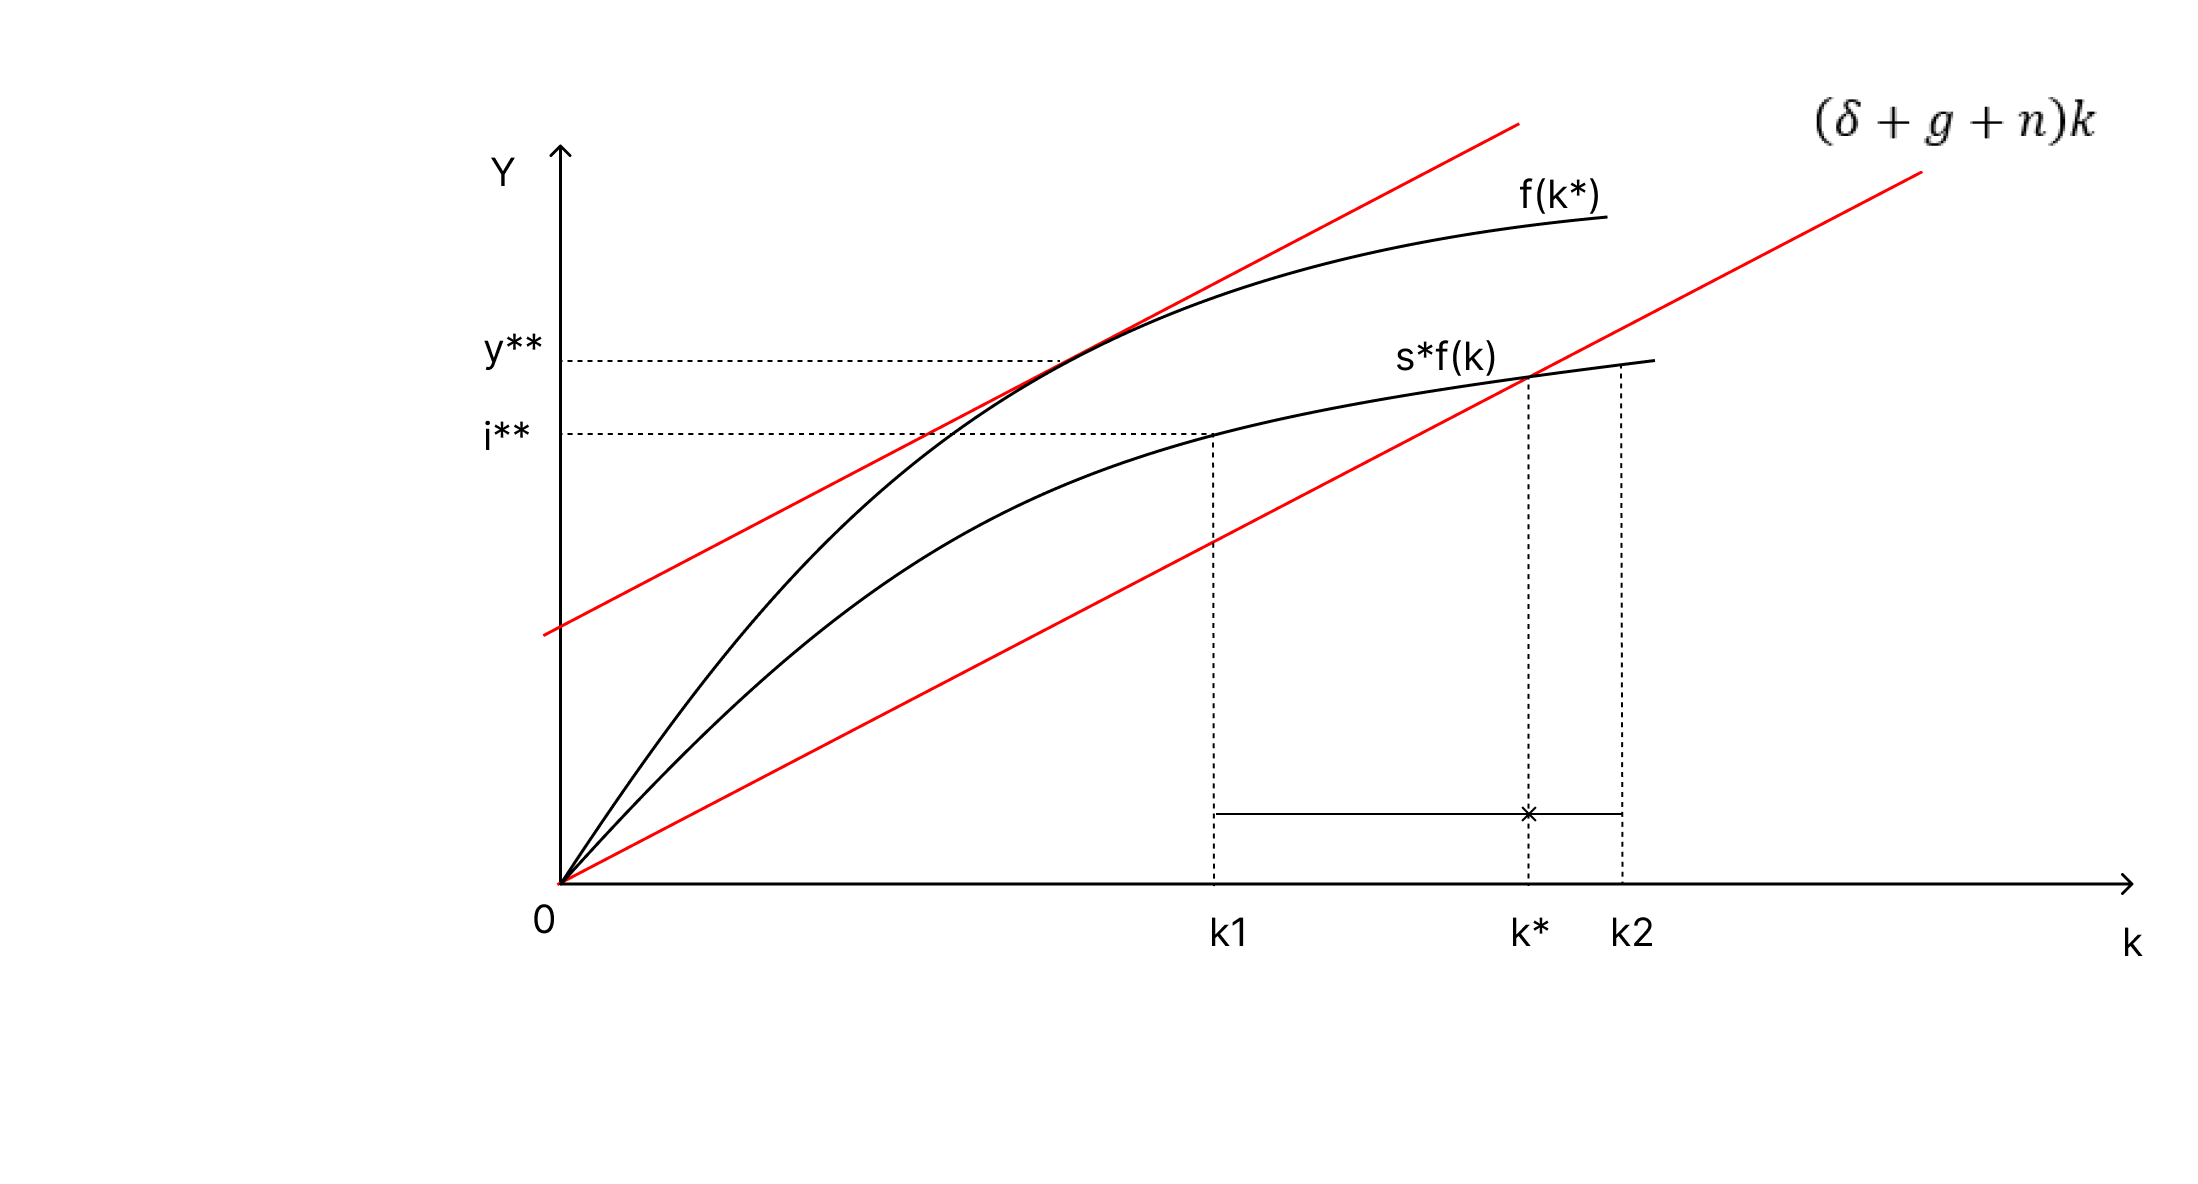 (δ + g + n)k
Y
f(k*)
y**
s*f(k)
i**
0
k1
k*
k2
k